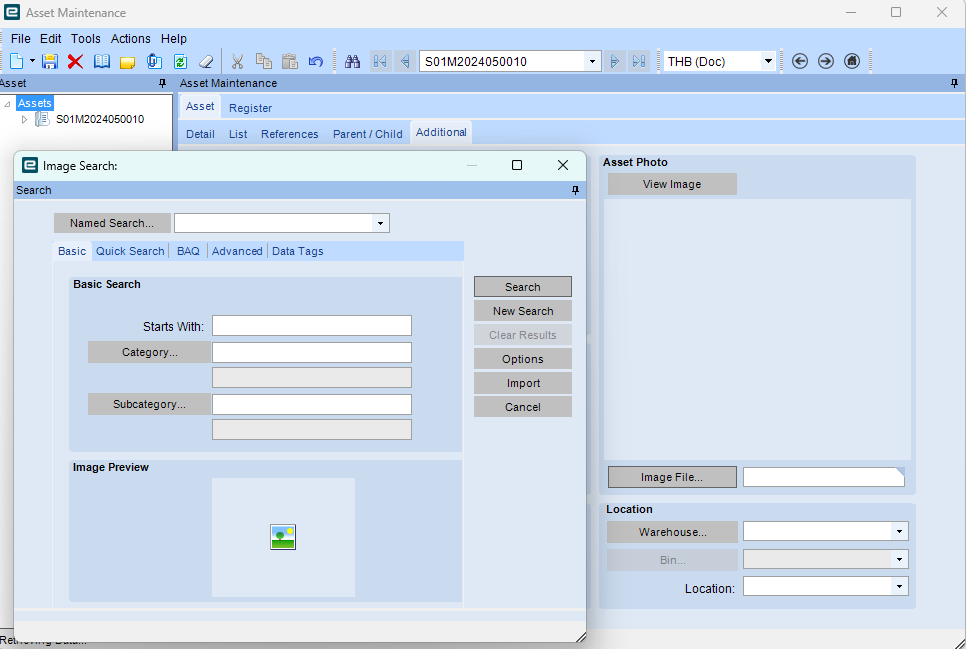 Asset Maintenance
File Edit Tools Actions Help
S01M2024050010
THB (Doc)
Asset
Asset Maintenance
Assets
S01M2024050010
Asset Register
Detail List References Parent / Child Additional
Image Search:
Search
Named Search...
Basic Quick Search BAQ Advanced Data Tags
Basic Search
Starts With:
Category...
Subcategory...
Search
New Search
Clear Results
Options
Import
Cancel
Image Preview
Asset Photo
View Image
Image File...
Location
Warehouse...
Bin...
Location:
Retrieving Data...